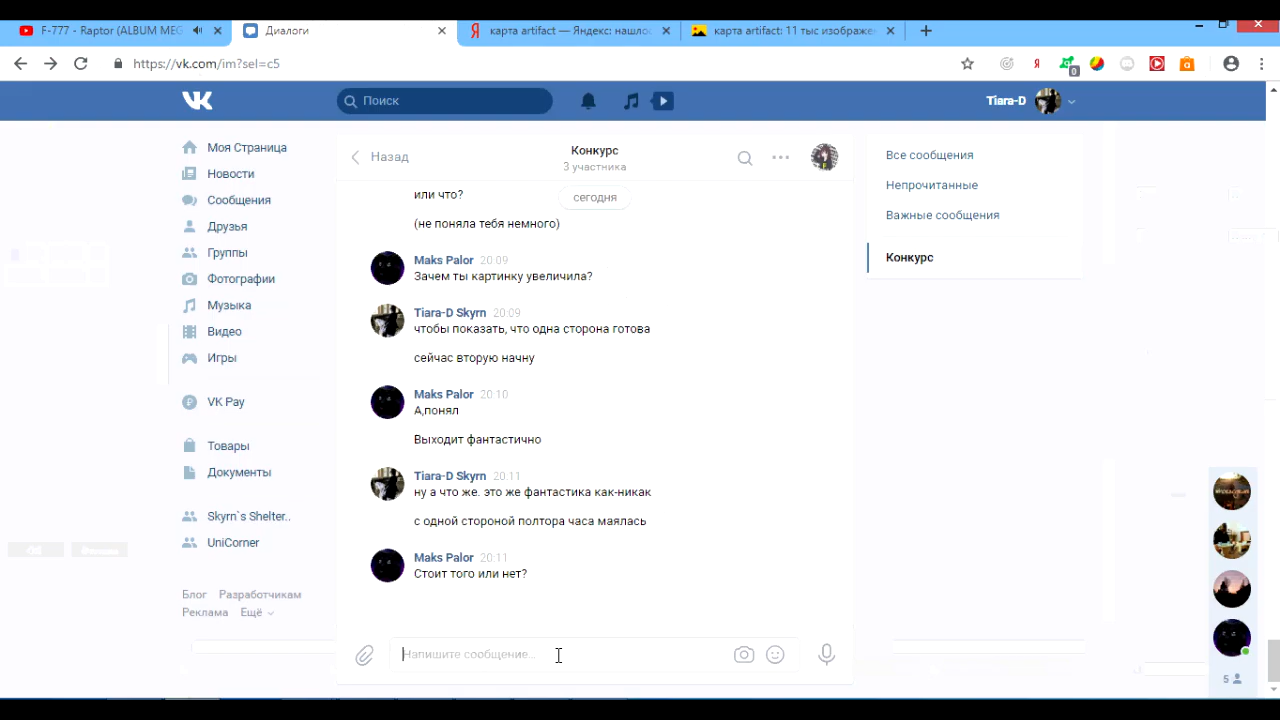 F-777 - Raptor (ALBUM MEG
Диалоги
карта artifact — Яндекс: нашлос
карта artifact: 11 тыс изображен
https://vk.com/im?sel=c5
0
Поиск
Tiara-D
Моя Страница
Новости
Сообщения
Друзья
Группы
Фотографии
Музыка
Видео
Игры
VK Pay
Товары
Документы
Skyrn`s Shelter..
UniCorner
Блог Разработчикам
Реклама Ещё
Назад
Конкурс
3 участника
или что?
сегодня
(не поняла тебя немного)
Maks Palor 20:09
Зачем ты картинку увеличила?
Tiara-D Skyrn 20:09
чтобы показать, что одна сторона готова
сейчас вторую начну
Maks Palor 20:10
А,понял
Выходит фантастично
Tiara-D Skyrn 20:11
ну а что же. это же фантастика как-никак
с одной стороной полтора часа маялась
Maks Palor 20:11
Стоит того или нет?
Напишите сообщение...
Все сообщения
Непрочитанные
Важные сообщения
Конкурс
5